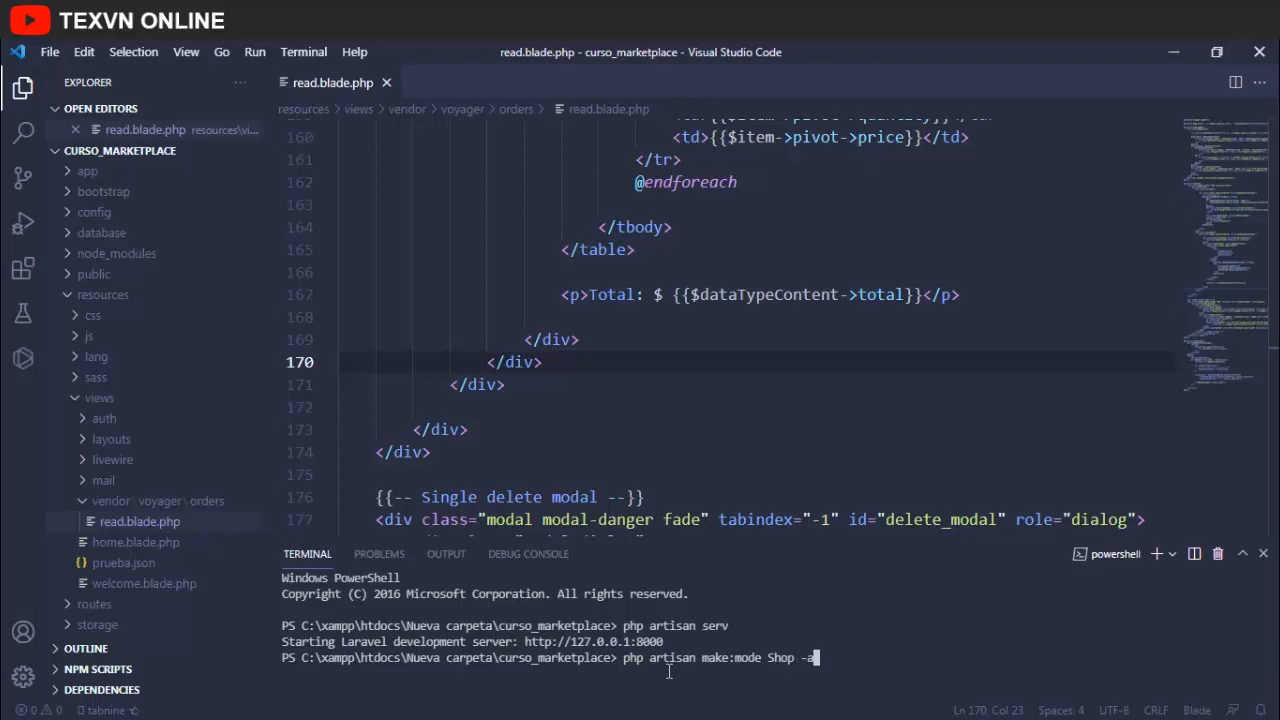 TEXVN ONLINE
File Edit Selection View Go Run Terminal Help
read.blade.php - curso_marketplace - Visual Studio Code
EXPLORER
read.blade.php
OPEN EDITORS
resources > views > vendor > voyager > orders > read.blade.php
read.blade.php resources\vi...
CURSO_MARKETPLACE
app
bootstrap
config
database
node_modules
public
resources
css
js
lang
sass
views
auth
layouts
livewire
mail
vendor \ voyager \ orders
read.blade.php
home.blade.php
prueba.json
welcome.blade.php
routes
storage
OUTLINE
NPM SCRIPTS
DEPENDENCIES
160 <td>{{$item->pivot->price}}</td>
161 </tr>
162 @endforeach
163
164 </tbody>
165 </table>
166
167 <p>Total: $ {{$dataTypeContent->total}}</p>
168
169 </div>
170 </div>
171 </div>
172
173 </div>
174 </div>
175
176 {{-- Single delete modal --}}
177 <div class="modal modal-danger fade" tabindex="-1" id="delete_modal" role="dialog">
TERMINAL PROBLEMS OUTPUT DEBUG CONSOLE
powershell
Windows PowerShell
Copyright (C) 2016 Microsoft Corporation. All rights reserved.
PS C:\xampp\htdocs\Nueva carpeta\curso_marketplace> php artisan serv
Starting Laravel development server: http://127.0.0.1:8000
PS C:\xampp\htdocs\Nueva carpeta\curso_marketplace> php artisan make:mode Shop -a
0 0 tabnine
Ln 170, Col 23 Spaces: 4 UTF-8 CRLF Blade